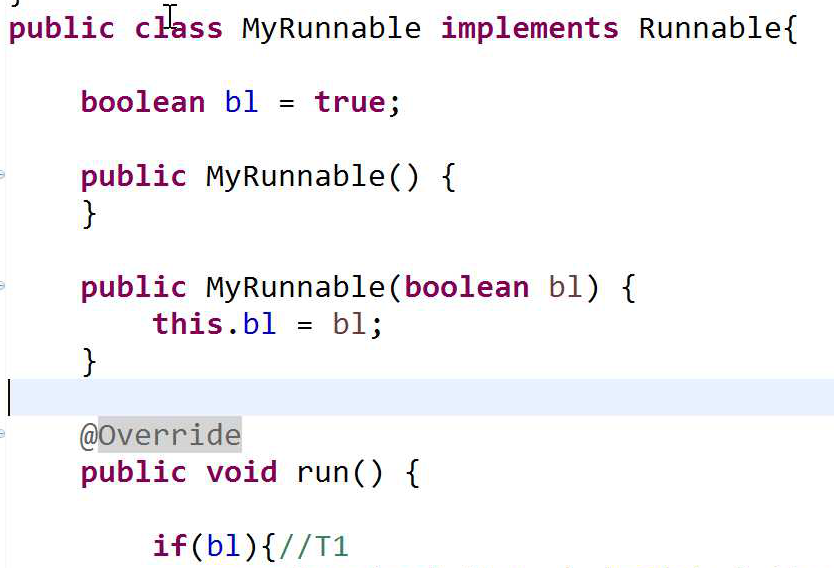 }
public class MyRunnable implements Runnable{
boolean bl = true;
public MyRunnable() {
}
public MyRunnable(boolean bl) {
this.bl = bl;
}
@Override
public void run() {
if(bl){//T1